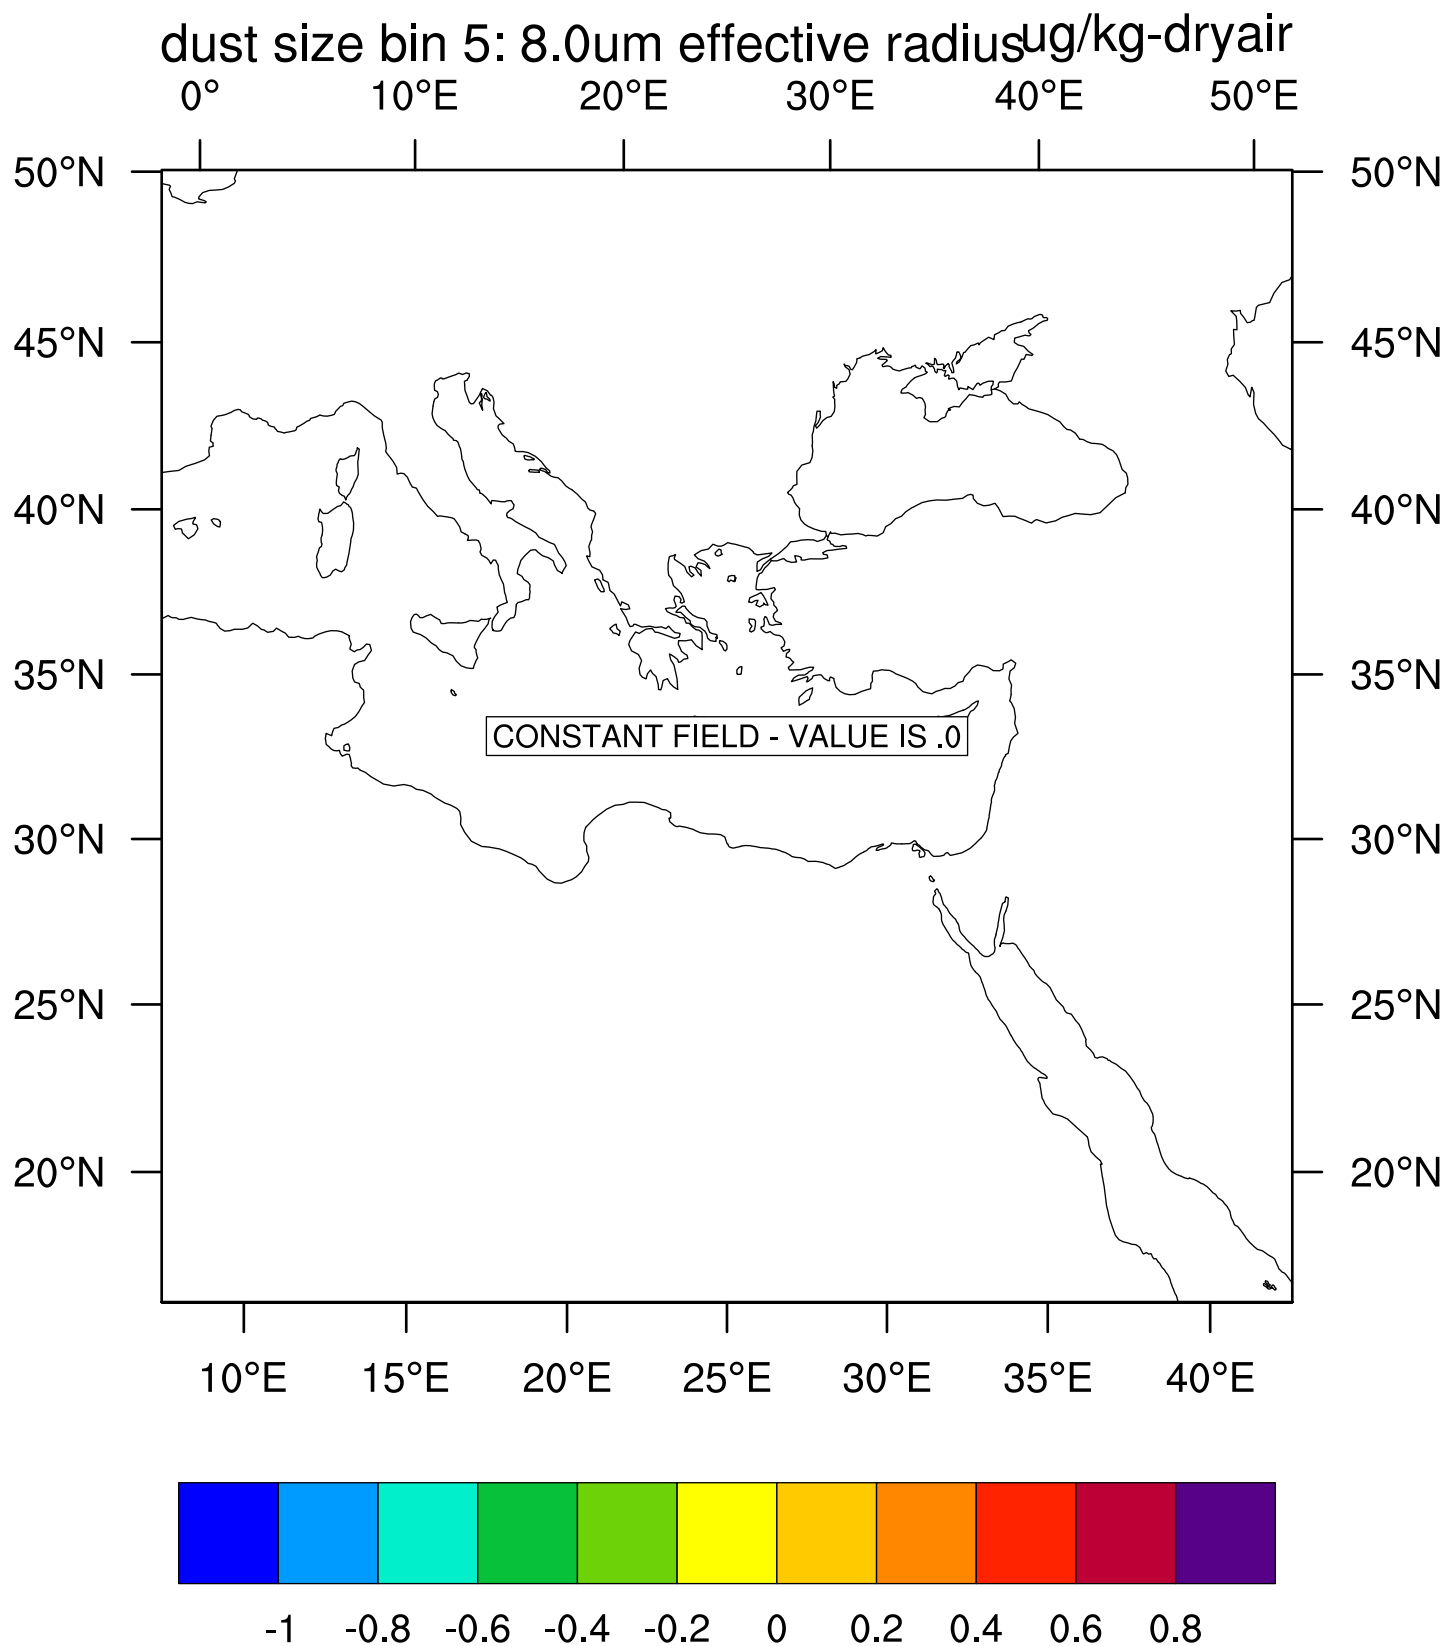 dust size bin 5: 8.0um effective radius ug/kg-dryair
0° 10°E 20°E 30°E 40°E 50°E
50°N 50°N
45°N 45°N
40°N 40°N
35°N 35°N
CONSTANT FIELD - VALUE IS .0
30°N 30°N
25°N 25°N
20°N 20°N
10°E 15°E 20°E 25°E 30°E 35°E 40°E
-1 -0.8 -0.6 -0.4 -0.2 0 0.2 0.4 0.6 0.8